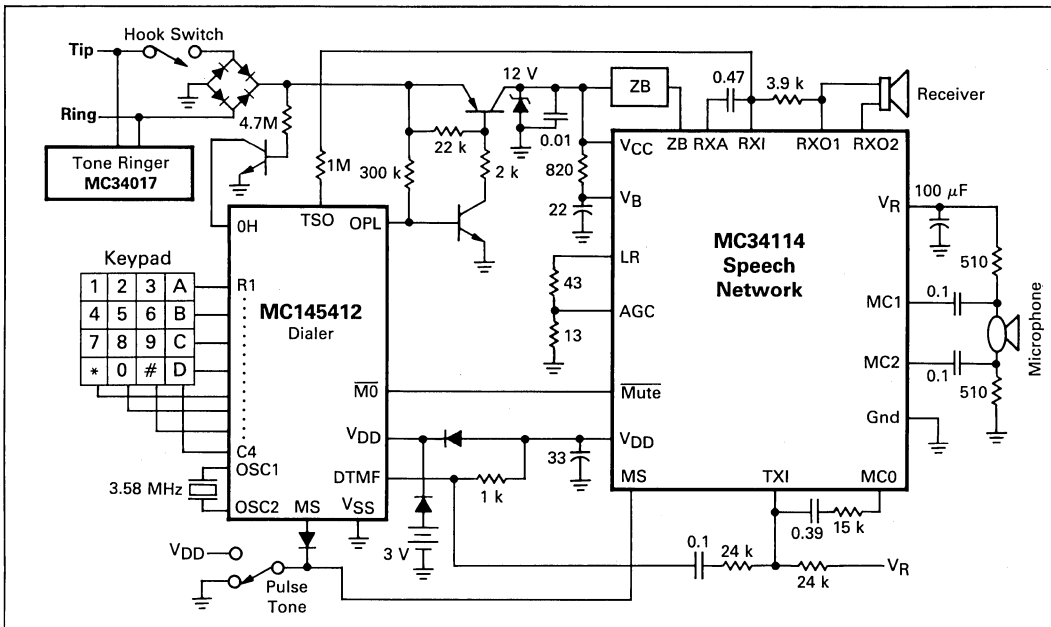 Hook Switch
Tip
Ring
Tone Ringer
MC34017
4.7M
1M
300 k
22 k
2 k
12 V
0.01
ZB
0.47
3.9 k
Receiver
TSO
OPL
0H
MC145412
Dialer
R1
C4
OSC1
OSC2
MS
VSS
M0
VDD
DTMF
Keypad
1 2 3 A
4 5 6 B
7 8 9 C
* 0 # D
3.58 MHz
VDD
Pulse
Tone
3 V
1 k
33
820
22
43
13
VCC
ZB
RXA
RXI
RXO1
RXO2
VB
LR
AGC
Mute
VDD
MS
TXI
MC0
Gnd
MC2
MC1
VR
MC34114
Speech
Network
100 µF
510
0.1
0.1
510
Microphone
0.39
15 k
0.1
24 k
24 k
VR